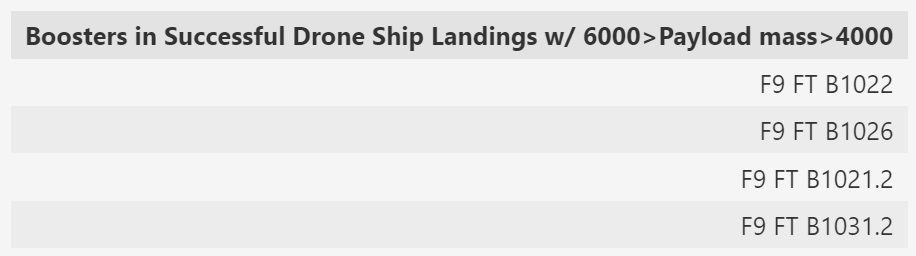 Boosters in Successful Drone Ship Landings w/ 6000>Payload mass>4000
F9 FT B1022
F9 FT B1026
F9 FT B1021.2
F9 FT B1031.2